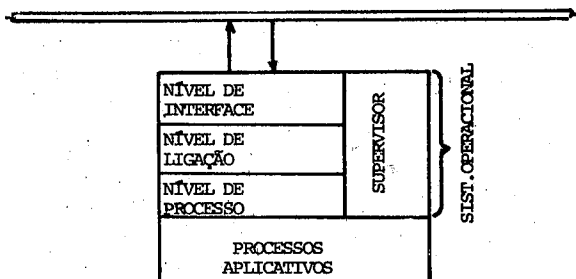 NÍVEL DE
INTERFACE
NÍVEL DE
LIGAÇÃO
NÍVEL DE
PROCESSO
SUPERVISOR
SIST.OPERACIONAL
PROCESSOS
APLICATIVOS